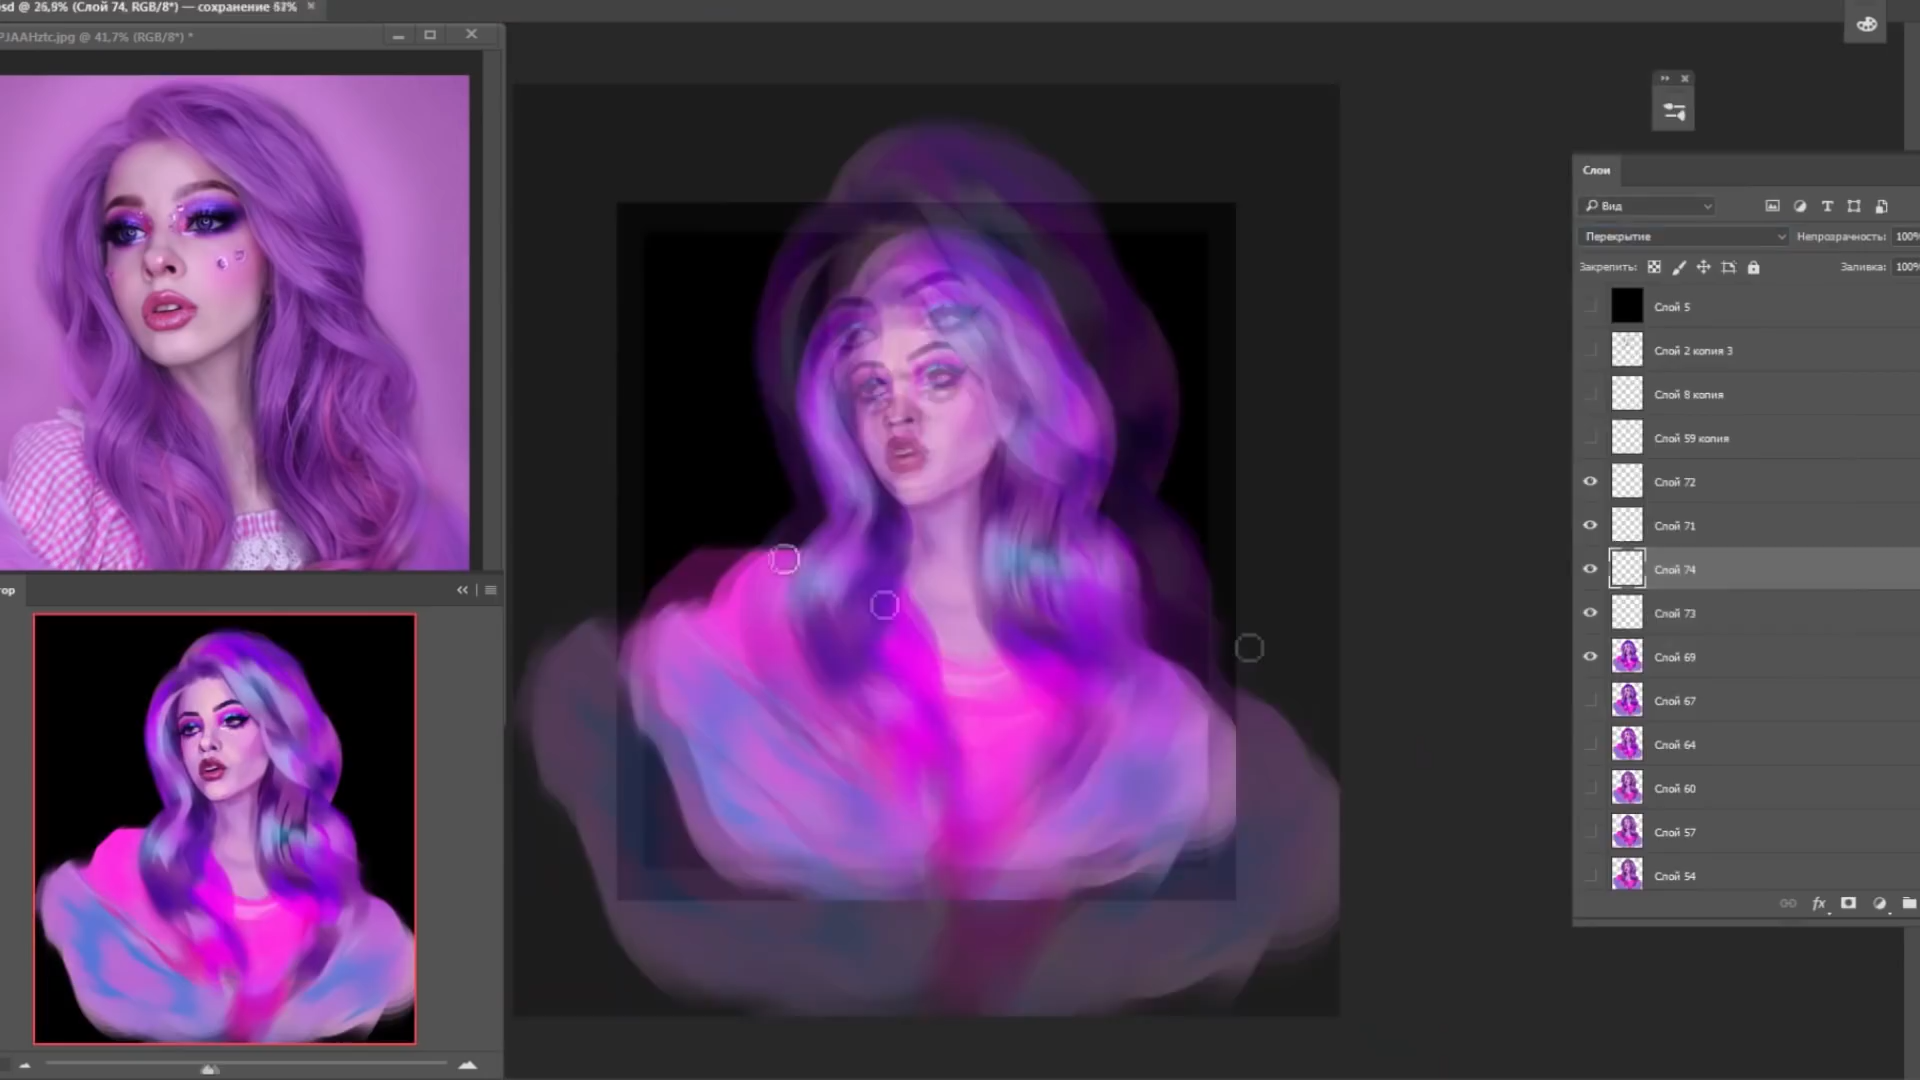 sd @ 26,9% (Слой 74, RGB/8*) — сохранение 63%
PJAAHztc.jpg @ 41,7% (RGB/8*) *
тор
Слои
Вид
Перекрытие
Непрозрачность: 100%
Закрепить:
Заливка: 100%
Слой 5
Слой 2 копия 3
Слой 8 копия
Слой 59 копия
Слой 72
Слой 71
Слой 74
Слой 73
Слой 69
Слой 67
Слой 64
Слой 60
Слой 57
Слой 54
fx